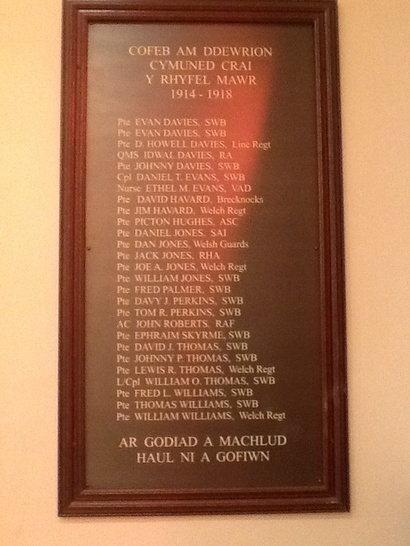 COFEB AM DDEWRION
CYMUNED CRAI
Y RHYFEL MAWR
1914 - 1918
Pte EVAN DAVIES, SWB
Pte EVAN DAVIES, SWB
Pte D. HOWELL DAVIES, Linc Regt
QMS IDWAL DAVIES, RA
Pte JOHNNY DAVIES, SWB
Cpl DANIEL T. EVANS, SWB
Nurse ETHEL M. EVANS, VAD
Pte DAVID HAVARD, Brecknocks
Pte JIM HAVARD, Welch Regt
Pte PICTON HUGHES, ASC
Pte DANIEL JONES, SAI
Pte DAN JONES, Welsh Guards
Pte JACK JONES, RHA
Pte JOE A. JONES, Welch Regt
Pte WILLIAM JONES, SWB
Pte FRED PALMER, SWB
Pte DAVY J. PERKINS, SWB
Pte TOM R. PERKINS, SWB
AC JOHN ROBERTS, RAF
Pte EPHRAIM SKYRME, SWB
Pte DAVID J. THOMAS, SWB
Pte JOHNNY P. THOMAS, SWB
Pte LEWIS R. THOMAS, Welch Regt
L/Cpl WILLIAM O. THOMAS, SWB
Pte FRED L. WILLIAMS, SWB
Pte THOMAS WILLIAMS, SWB
Pte WILLIAM WILLIAMS, Welch Regt
AR GODIAD A MACHLUD
HAUL NI A GOFIWN